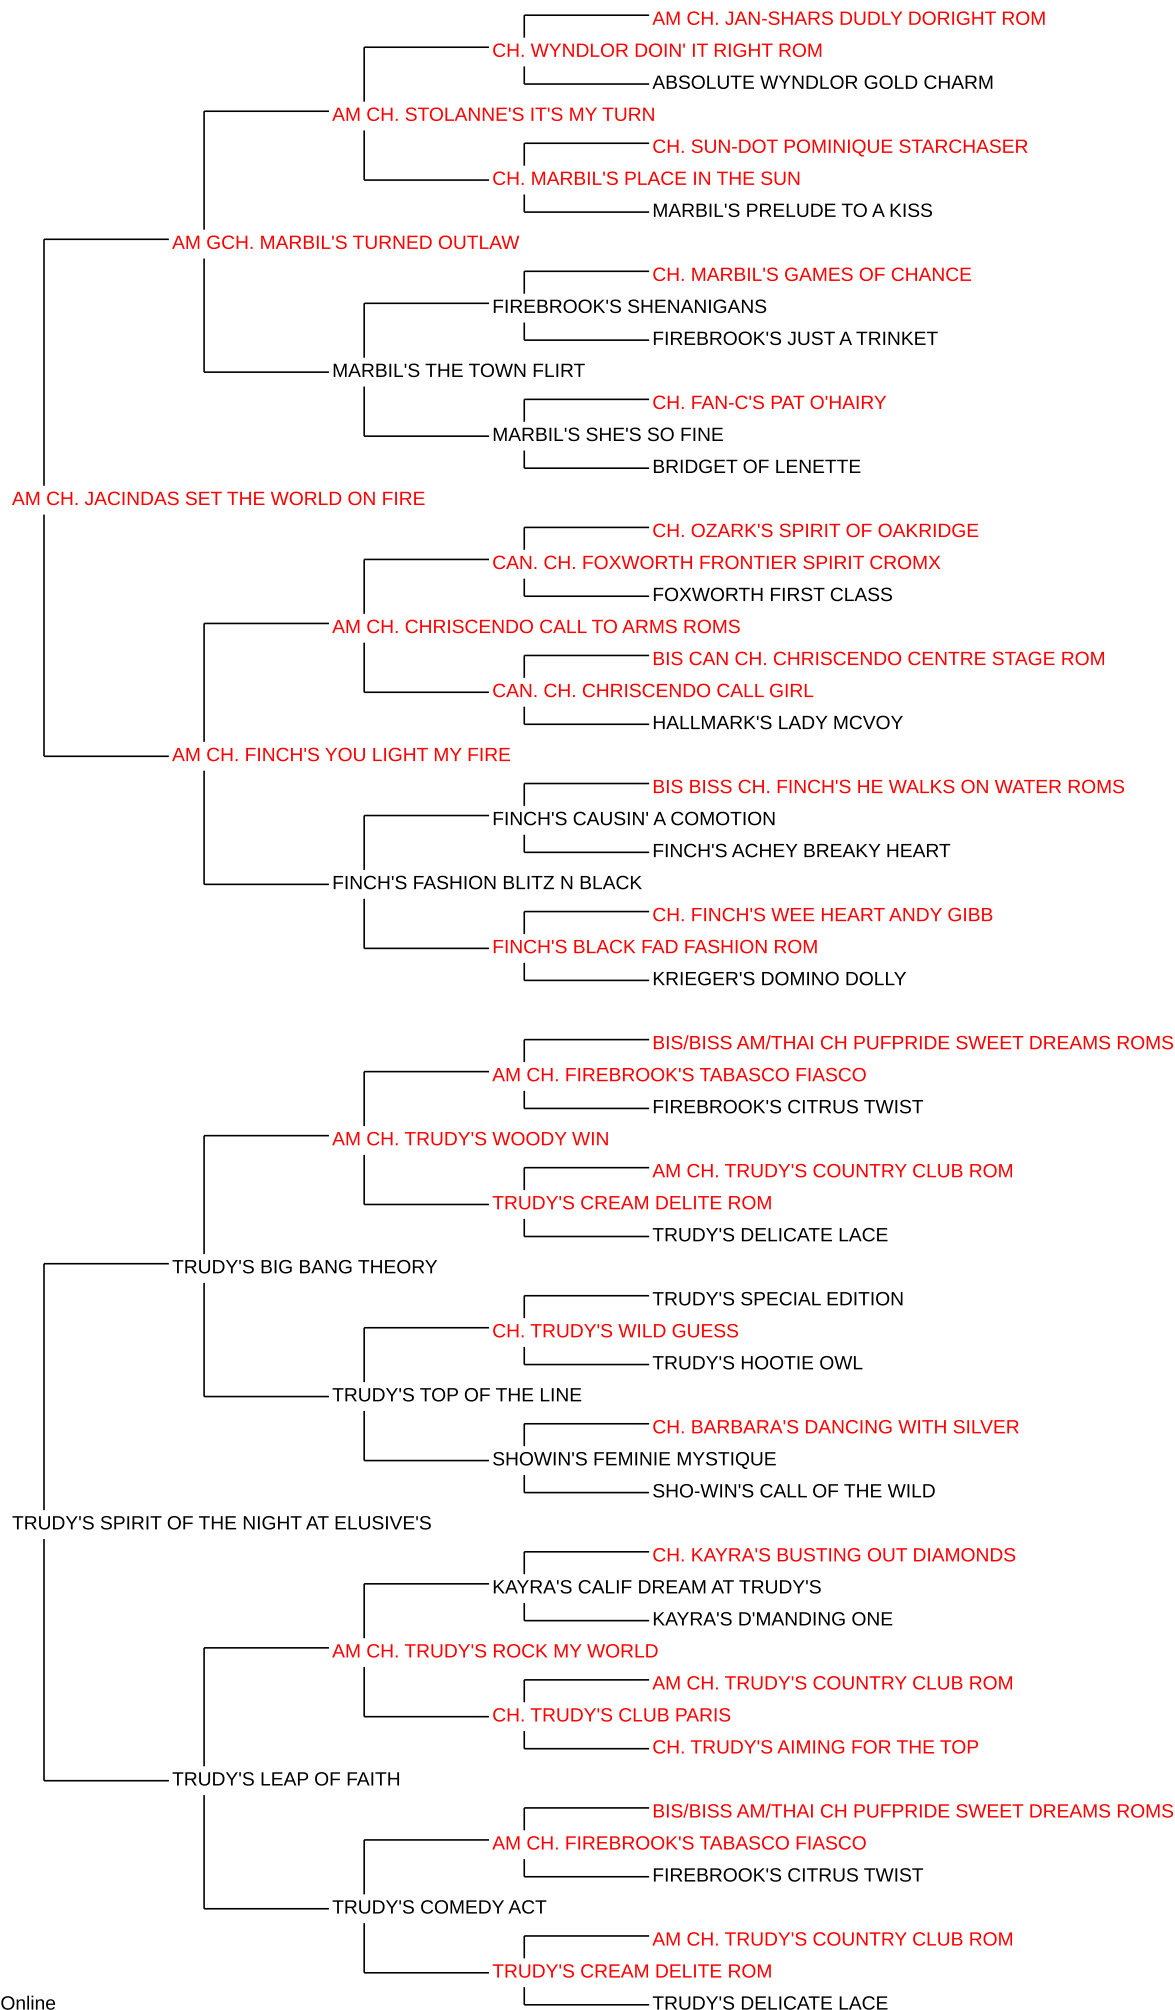 AM CH. JAN-SHARS DUDLY DORIGHT ROM
CH. WYNDLOR DOIN' IT RIGHT ROM
ABSOLUTE WYNDLOR GOLD CHARM
AM CH. STOLANNE'S IT'S MY TURN
CH. SUN-DOT POMINIQUE STARCHASER
CH. MARBIL'S PLACE IN THE SUN
MARBIL'S PRELUDE TO A KISS
AM GCH. MARBIL'S TURNED OUTLAW
CH. MARBIL'S GAMES OF CHANCE
FIREBROOK'S SHENANIGANS
FIREBROOK'S JUST A TRINKET
MARBIL'S THE TOWN FLIRT
CH. FAN-C'S PAT O'HAIRY
MARBIL'S SHE'S SO FINE
BRIDGET OF LENETTE
AM CH. JACINDAS SET THE WORLD ON FIRE
CH. OZARK'S SPIRIT OF OAKRIDGE
CAN. CH. FOXWORTH FRONTIER SPIRIT CROMX
FOXWORTH FIRST CLASS
AM CH. CHRISCENDO CALL TO ARMS ROMS
BIS CAN CH. CHRISCENDO CENTRE STAGE ROM
CAN. CH. CHRISCENDO CALL GIRL
HALLMARK'S LADY MCVOY
AM CH. FINCH'S YOU LIGHT MY FIRE
BIS BISS CH. FINCH'S HE WALKS ON WATER ROMS
FINCH'S CAUSIN' A COMOTION
FINCH'S ACHEY BREAKY HEART
FINCH'S FASHION BLITZ N BLACK
CH. FINCH'S WEE HEART ANDY GIBB
FINCH'S BLACK FAD FASHION ROM
KRIEGER'S DOMINO DOLLY
BIS/BISS AM/THAI CH PUFPRIDE SWEET DREAMS ROMS
AM CH. FIREBROOK'S TABASCO FIASCO
FIREBROOK'S CITRUS TWIST
AM CH. TRUDY'S WOODY WIN
AM CH. TRUDY'S COUNTRY CLUB ROM
TRUDY'S CREAM DELITE ROM
TRUDY'S DELICATE LACE
TRUDY'S BIG BANG THEORY
TRUDY'S SPECIAL EDITION
CH. TRUDY'S WILD GUESS
TRUDY'S HOOTIE OWL
TRUDY'S TOP OF THE LINE
CH. BARBARA'S DANCING WITH SILVER
SHOWIN'S FEMINIE MYSTIQUE
SHO-WIN'S CALL OF THE WILD
TRUDY'S SPIRIT OF THE NIGHT AT ELUSIVE'S
CH. KAYRA'S BUSTING OUT DIAMONDS
KAYRA'S CALIF DREAM AT TRUDY'S
KAYRA'S D'MANDING ONE
AM CH. TRUDY'S ROCK MY WORLD
AM CH. TRUDY'S COUNTRY CLUB ROM
CH. TRUDY'S CLUB PARIS
CH. TRUDY'S AIMING FOR THE TOP
TRUDY'S LEAP OF FAITH
BIS/BISS AM/THAI CH PUFPRIDE SWEET DREAMS ROMS
AM CH. FIREBROOK'S TABASCO FIASCO
FIREBROOK'S CITRUS TWIST
TRUDY'S COMEDY ACT
AM CH. TRUDY'S COUNTRY CLUB ROM
TRUDY'S CREAM DELITE ROM
TRUDY'S DELICATE LACE
Online